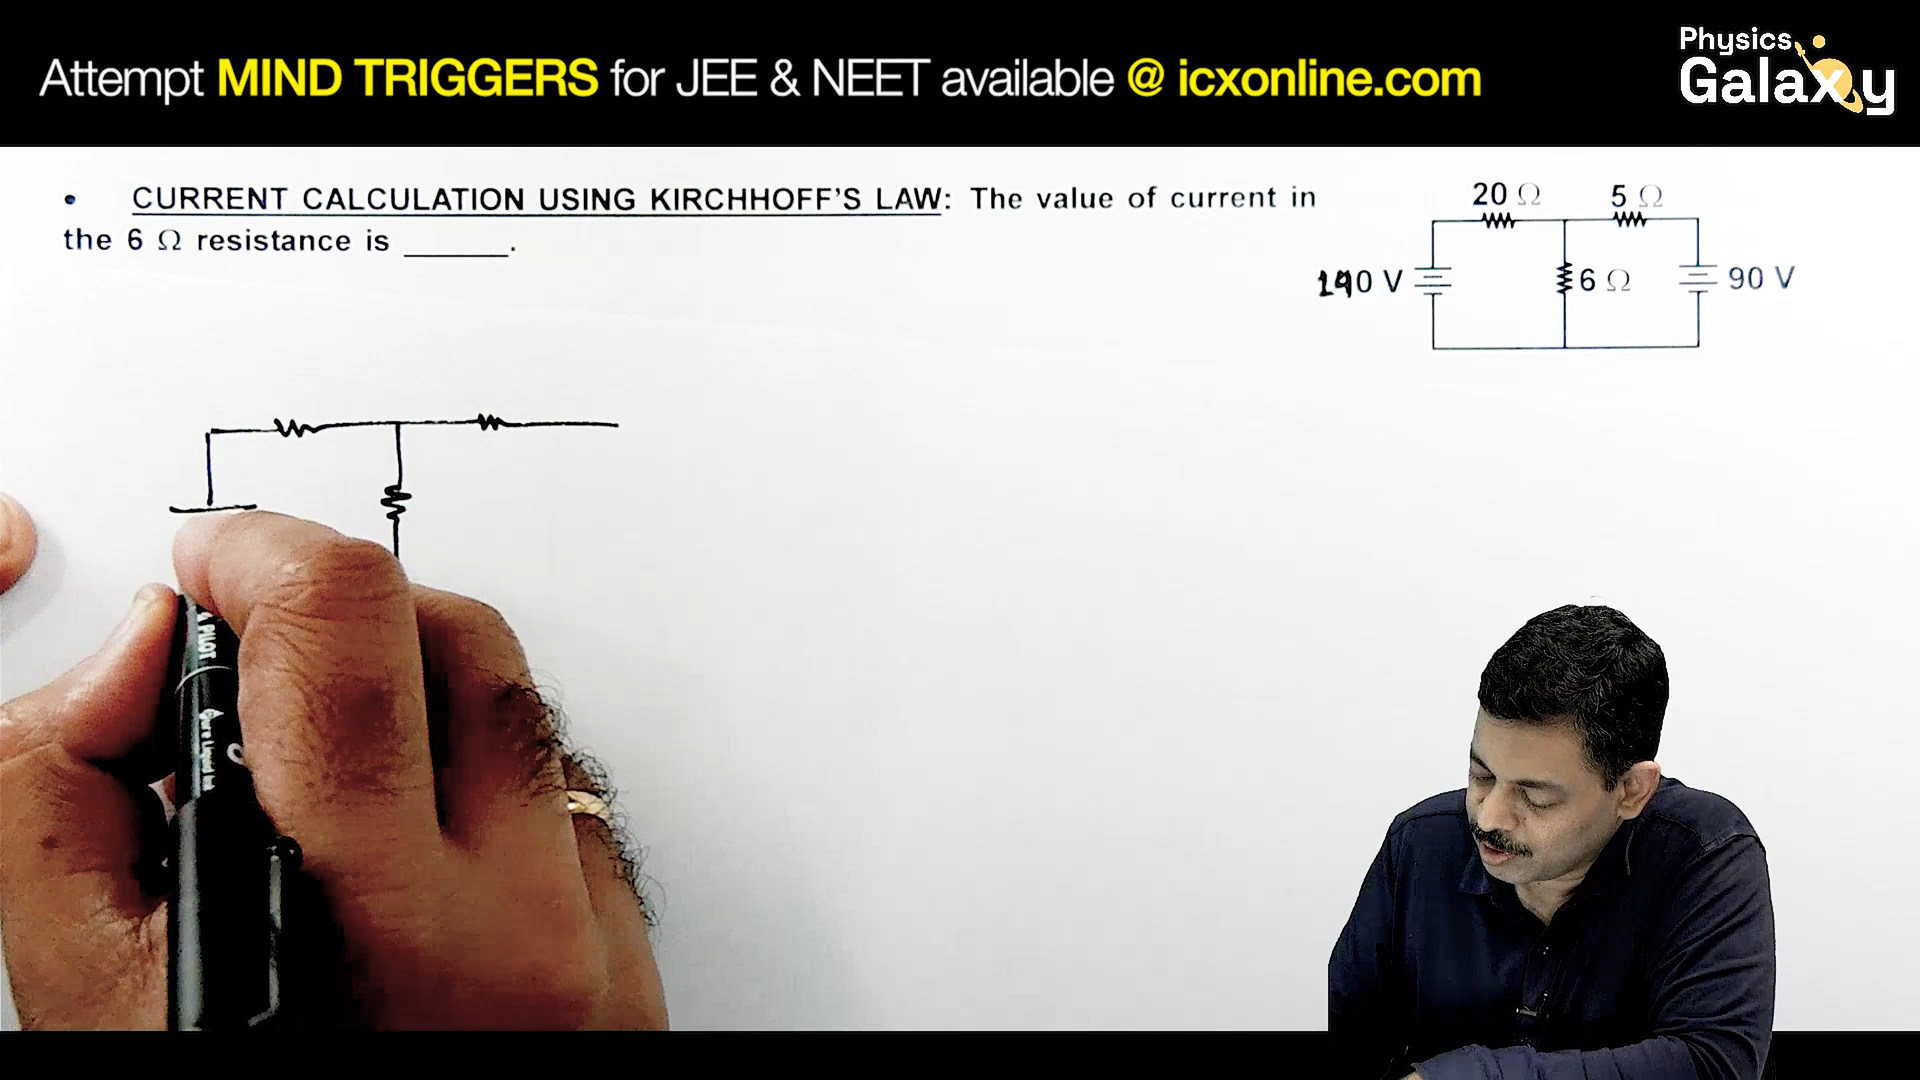 Attempt MIND TRIGGERS for JEE & NEET available @ icxonline.com
Physics
Galaxy
• CURRENT CALCULATION USING KIRCHHOFF'S LAW: The value of current in
the 6 Ω resistance is ______.
20 Ω 5 Ω
140 V 6 Ω 90 V
PILOT